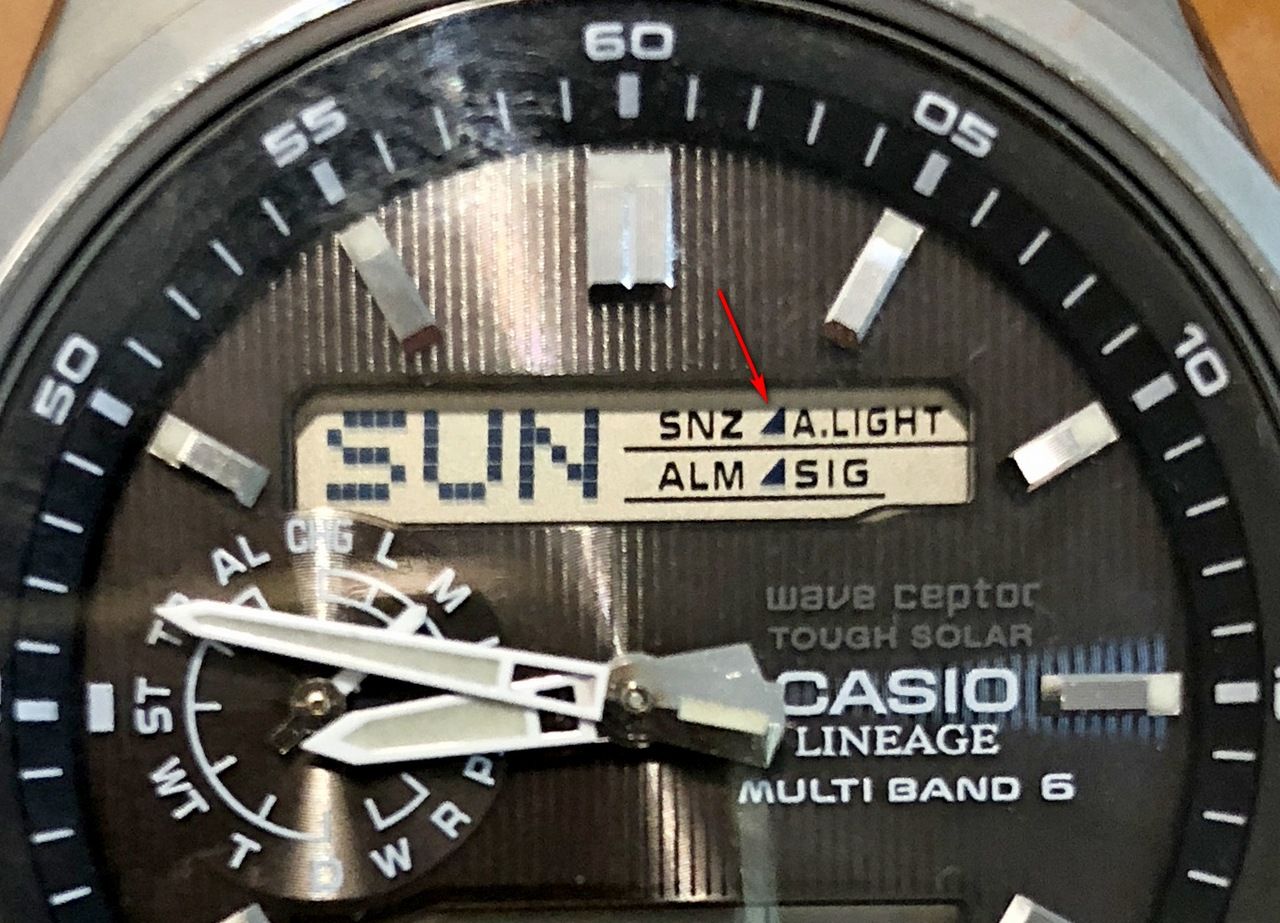 60
55
05
50
10
SUN
SNZ A.LIGHT
ALM SIG
CHG
AL
L
M
ST
WT
T
D
W
R
P
wave ceptor
TOUGH SOLAR
CASIO
LINEAGE
MULTI BAND 6